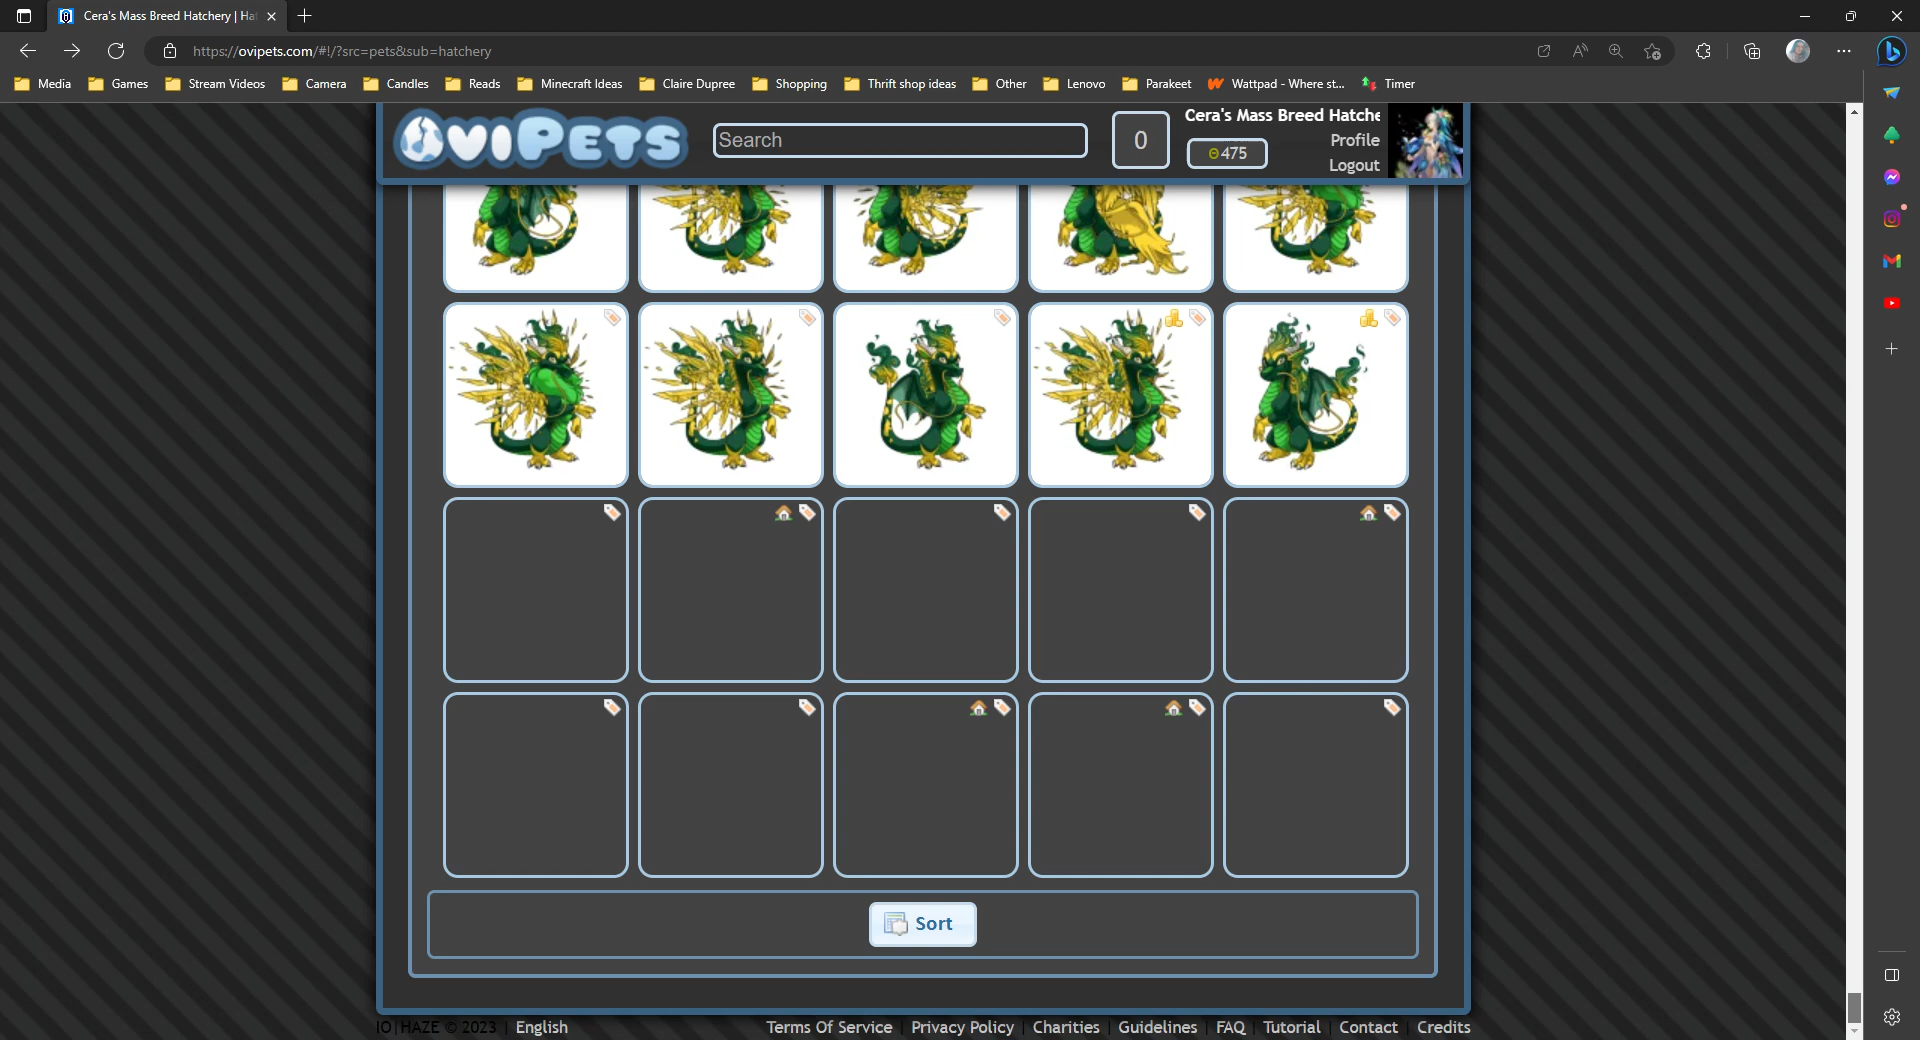 Cera's Mass Breed Hatchery | Ha
https://ovipets.com/#!/?src=pets&sub=hatchery
Media Games Stream Videos Camera Candles Reads Minecraft Ideas Claire Dupree Shopping Thrift shop ideas Other Lenovo Parakeet Wattpad - Where st... Timer
OviPets
Search
0
Cera's Mass Breed Hatche
475
Profile
Logout
Sort
IO|HAZE © 2023 English Terms Of Service Privacy Policy Charities Guidelines FAQ Tutorial Contact Credits